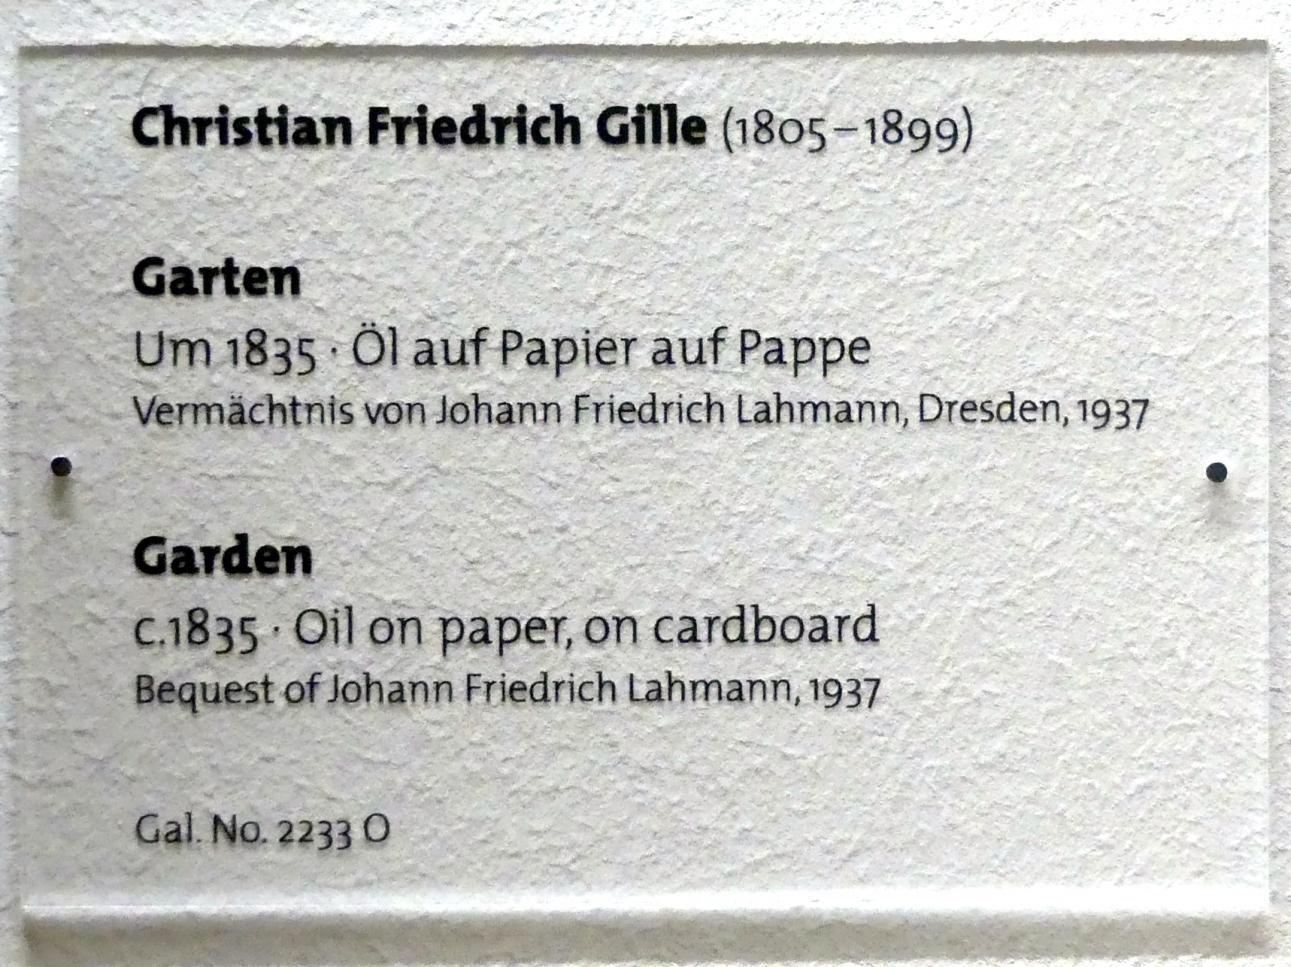 Christian Friedrich Gille (1805–1899)
Garten
Um 1835 · Öl auf Papier auf Pappe
Vermächtnis von Johann Friedrich Lahmann, Dresden, 1937
Garden
c.1835 · Oil on paper, on cardboard
Bequest of Johann Friedrich Lahmann, 1937
Gal. No. 2233 O